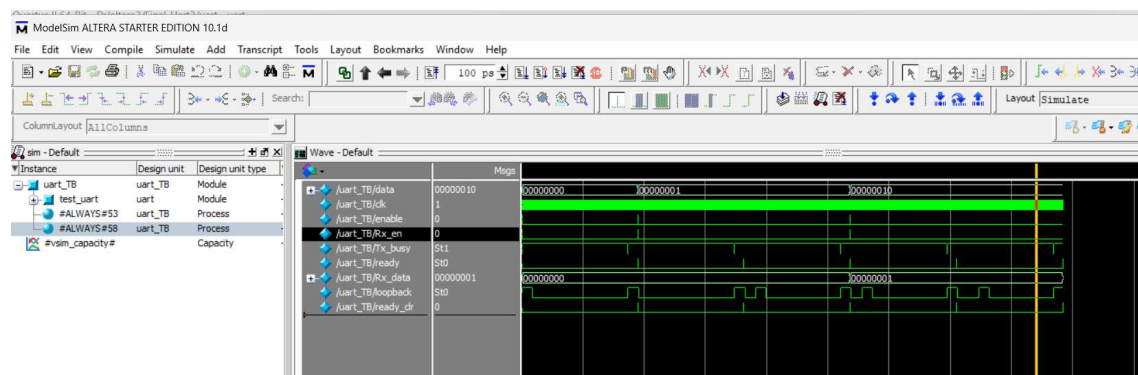 ModelSim ALTERA STARTER EDITION 10.1d
File Edit View Compile Simulate Add Transcript Tools Layout Bookmarks Window Help
100 ps
Search:
Layout Simulate
ColumnLayout AllColumns
sim - Default
Wave - Default
Instance Design unit Design unit type
Msgs
uart_TB uart_TB Module
test_uart uart Module
#ALWAYS#53 uart_TB Process
#ALWAYS#58 uart_TB Process
#vsim_capacity# Capacity
/uart_TB/data 00000010 00000000 00000001 00000010
/uart_TB/clk 1
/uart_TB/enable 0
/uart_TB/Rx_en 0
/uart_TB/Tx_busy St1
/uart_TB/ready St0
/uart_TB/Rx_data 00000001 00000000 00000001
/uart_TB/loopback St0
/uart_TB/ready_clr 0